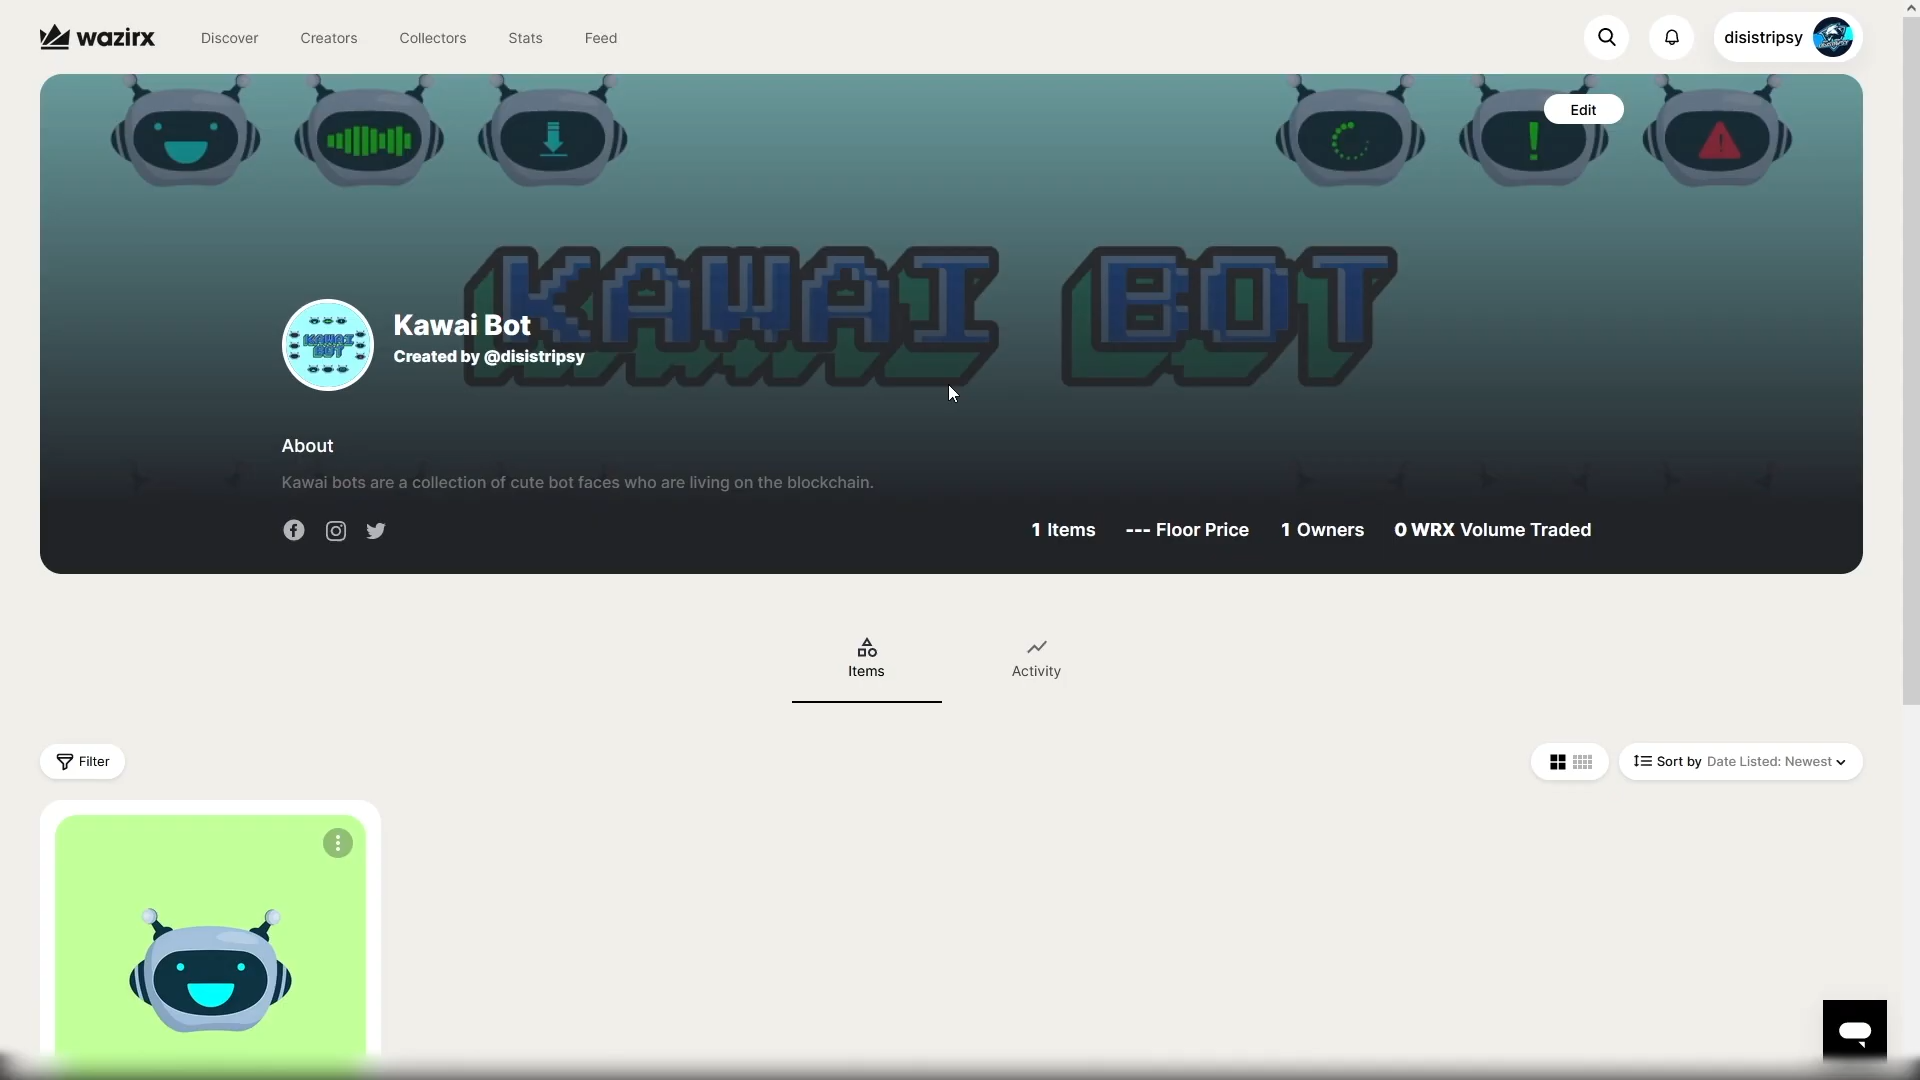 wazirx
Discover
Creators
Collectors
Stats
Feed
disistripsy
Edit
KAWAI BOT
KAWAI
BOT
Kawai Bot
Created by @disistripsy
About
Kawai bots are a collection of cute bot faces who are living on the blockchain.
1 Items
--- Floor Price
1 Owners
0 WRX Volume Traded
Items
Activity
Filter
Sort by Date Listed: Newest